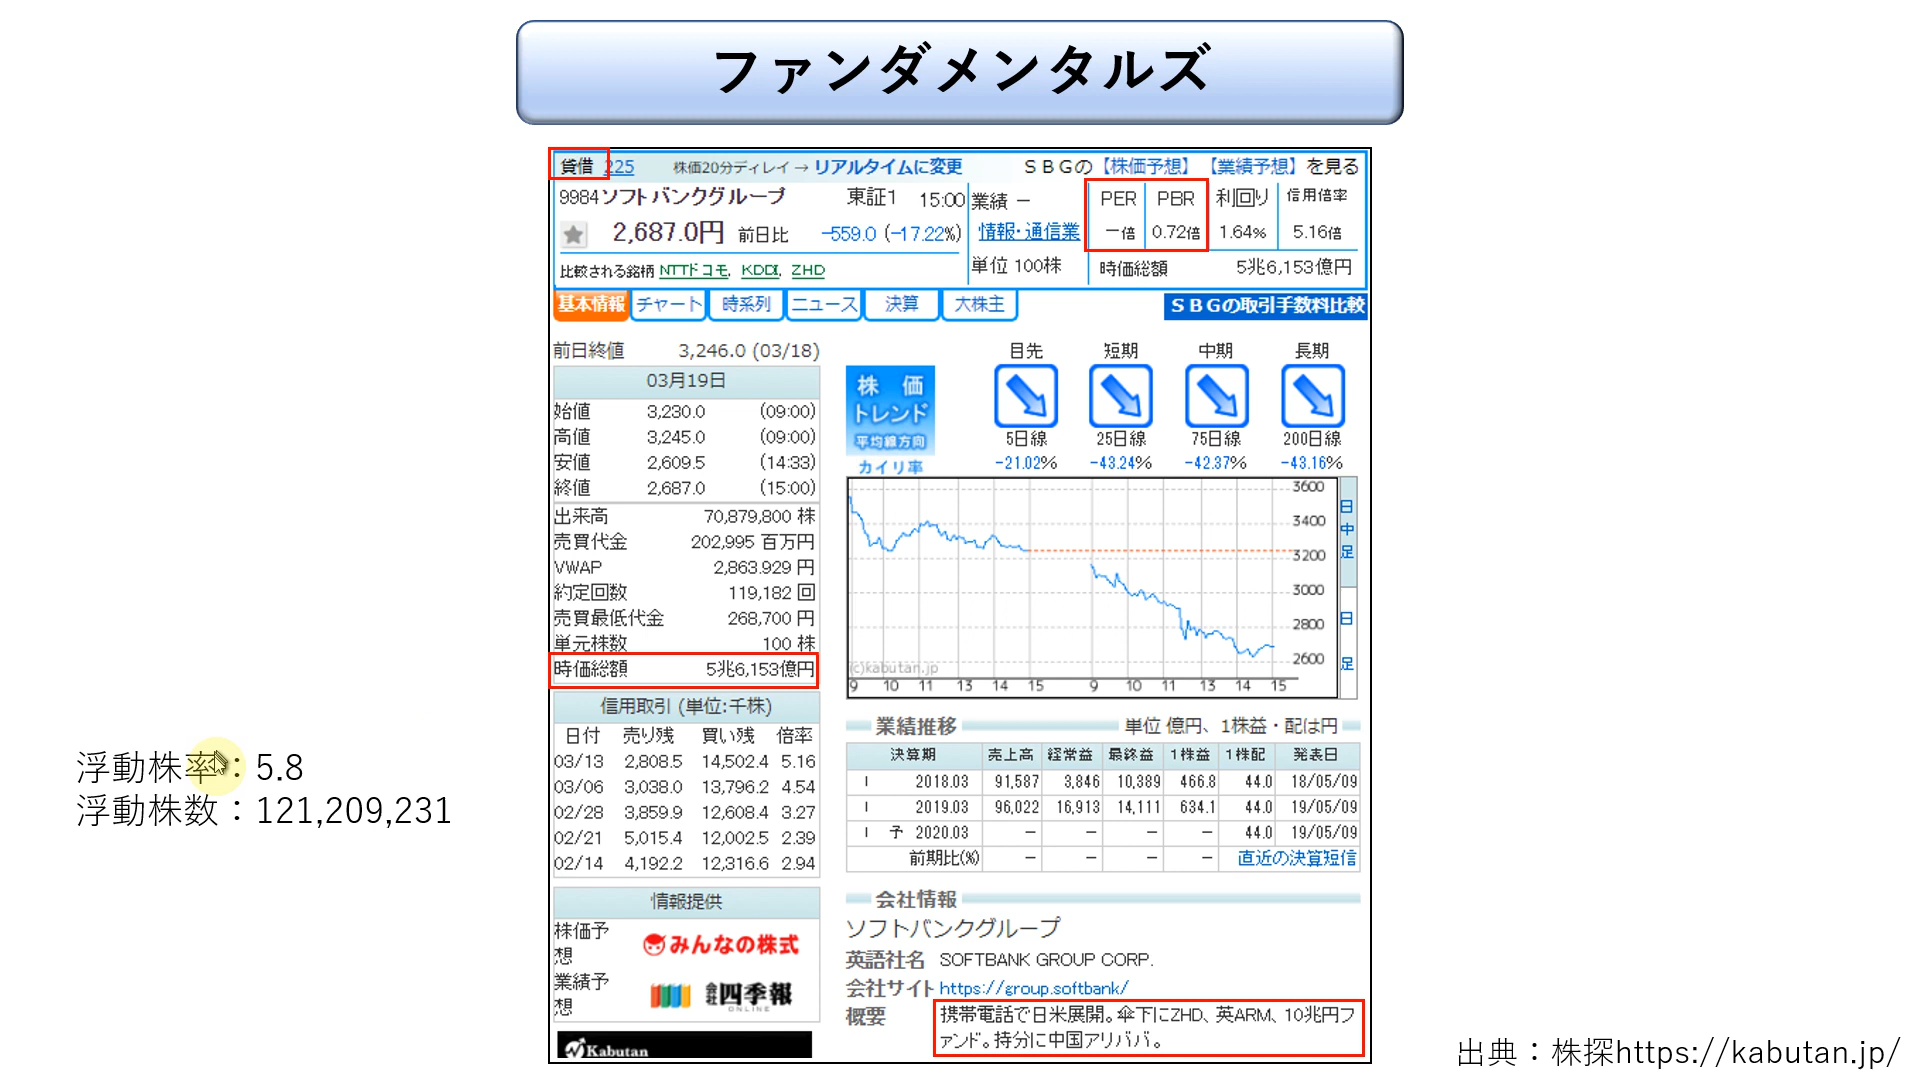 ファンダメンタルズ
貸借 225 株価20分ディレイ → リアルタイムに変更 ＳＢＧの【株価予想】【業績予想】を見る
9984 ソフトバンクグループ 東証1 15:00
2,687.0円 前日比 -559.0 (-17.22%)
比較される銘柄 NTTドコモ, KDDI, ZHD
業績 －
情報・通信業
単位 100株
PER PBR 利回り 信用倍率
－倍 0.72倍 1.64% 5.16倍
時価総額 5兆6,153億円
基本情報 チャート 時系列 ニュース 決算 大株主 ＳＢＧの取引手数料比較
前日終値 3,246.0 (03/18)
03月19日
始値 3,230.0 (09:00)
高値 3,245.0 (09:00)
安値 2,609.5 (14:33)
終値 2,687.0 (15:00)
出来高 70,879,800 株
売買代金 202,995 百万円
VWAP 2,863.929 円
約定回数 119,182 回
売買最低代金 268,700 円
単元株数 100 株
時価総額 5兆6,153億円
信用取引 (単位:千株)
日付 売り残 買い残 倍率
03/13 2,808.5 14,502.4 5.16
03/06 3,038.0 13,796.2 4.54
02/28 3,859.9 12,608.4 3.27
02/21 5,015.4 12,002.5 2.39
02/14 4,192.2 12,316.6 2.94
情報提供
株価予想 みんなの株式
業績予想 会社四季報 ONLINE
Kabutan
株価トレンド
平均線方向
カイリ率
目先 短期 中期 長期
5日線 25日線 75日線 200日線
-21.02% -43.24% -42.37% -43.16%
3600
3400
3200
3000
2800
2600
(c)kabutan.jp
9 10 11 13 14 15 9 10 11 13 14 15
日中足
日足
業績推移 単位 億円、1株益・配は円
決算期 売上高 経常益 最終益 1株益 1株配 発表日
I 2018.03 91,587 3,846 10,389 466.8 44.0 18/05/09
I 2019.03 96,022 16,913 14,111 634.1 44.0 19/05/09
I 予 2020.03 － － － － 44.0 19/05/09
前期比(%) － － － － 直近の決算短信
会社情報
ソフトバンクグループ
英語社名 SOFTBANK GROUP CORP.
会社サイト https://group.softbank/
概要 携帯電話で日米展開。傘下にZHD、英ARM、10兆円フ
ァンド。持分に中国アリババ。
浮動株率：5.8
浮動株数：121,209,231
出典：株探https://kabutan.jp/